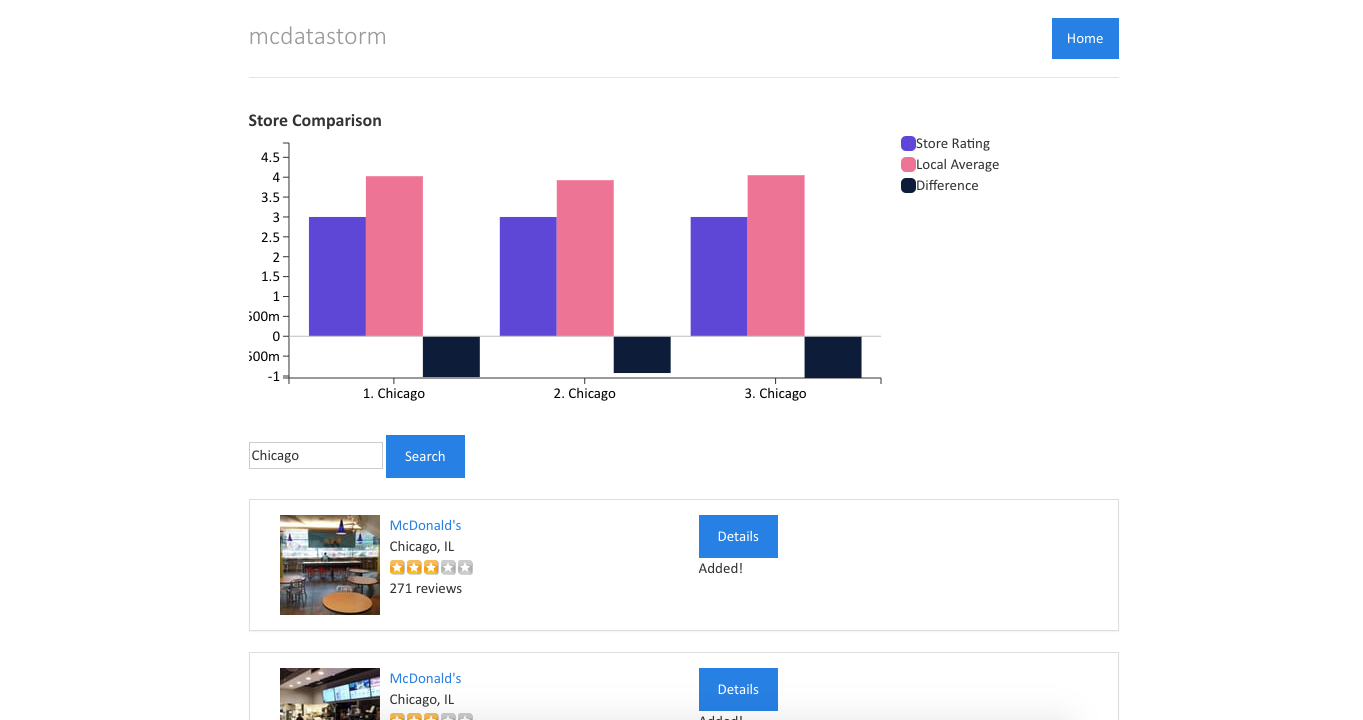 mcdatastorm
Home
Store Comparison
4.5
4
3.5
3
2.5
2
1.5
1
500m
0
500m
-1
1. Chicago
2. Chicago
3. Chicago
Store Rating
Local Average
Difference
Chicago
Search
McDonald's
Chicago, IL
271 reviews
Details
Added!
McDonald's
Chicago, IL
Details
Added!